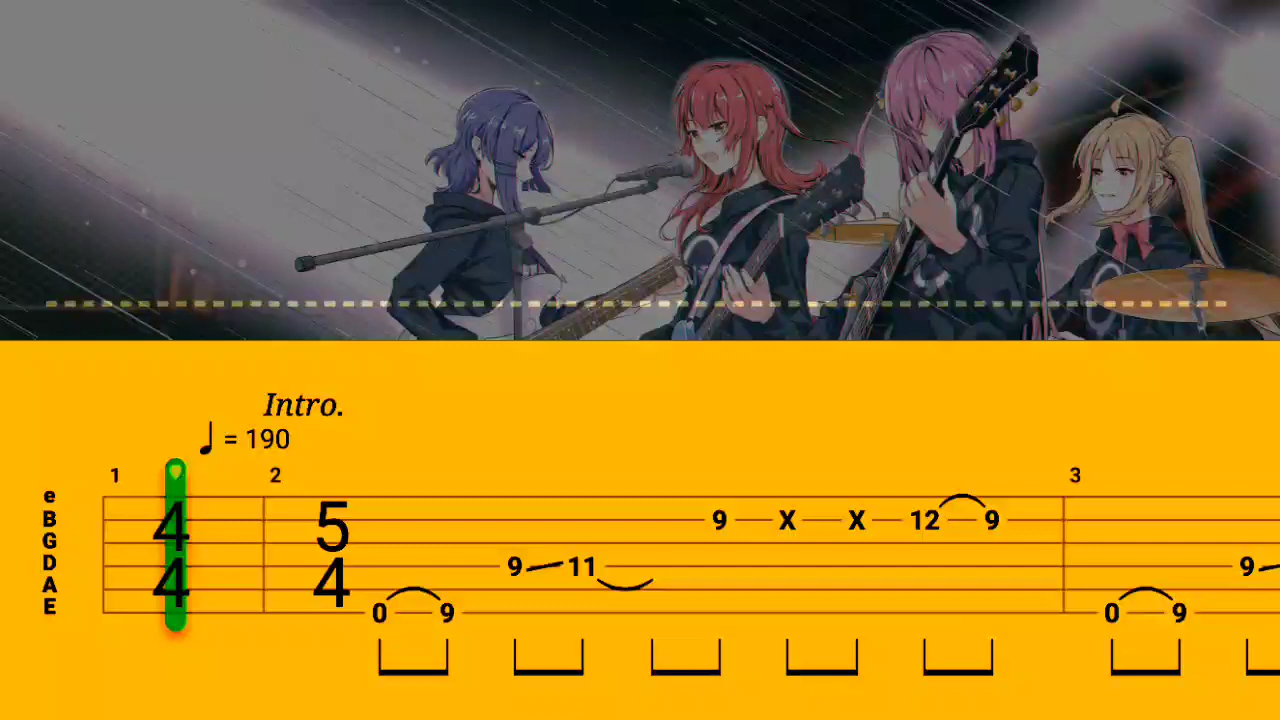 Intro.
♩ = 190
1 2 3
e
B
G
D
A
E
4
4
5
4
9 X X 12 9
9 11 9
0 9 0 9